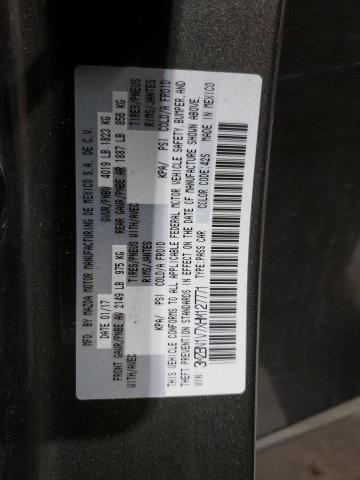 MFD. BY MAZDA MOTOR MANUFACTURING DE MEXICO S.A. DE C.V.
DATE 01/17 GVWR/PNBV 4019 LB 1823 KG
FRONT GAWR/PNBE AV 2149 LB 975 KG REAR GAWR/PNBE AR 1887 LB 856 KG
WITH/AVEC TIRES/PNEUS WITH/AVEC TIRES/PNEUS
RIMS/JANTES RIMS/JANTES
KPA/ PSI COLD/A FROID KPA/ PSI COLD/A FROID
THIS VEHICLE CONFORMS TO ALL APPLICABLE FEDERAL MOTOR VEHICLE SAFETY, BUMPER, AND
THEFT PREVENTION STANDARDS IN EFFECT ON THE DATE OF MANUFACTURE SHOWN ABOVE.
TYPE:PASS CAR COLOR CODE:42S MADE IN MEXICO
VIN: 3MZBN1U7XHM127771